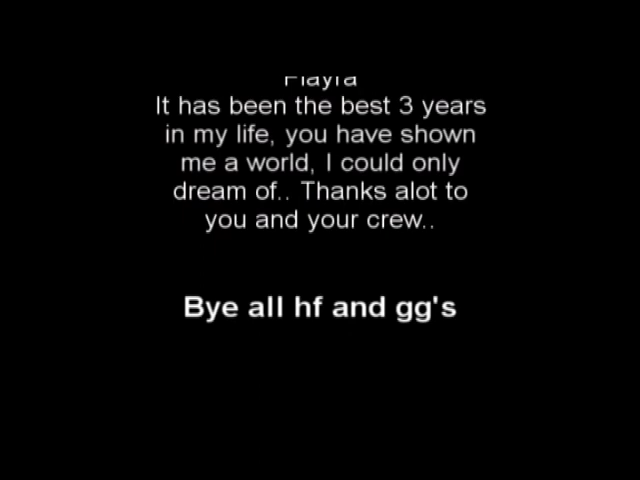 Flayra
It has been the best 3 years
in my life, you have shown
me a world, I could only
dream of.. Thanks alot to
you and your crew..
Bye all hf and gg's